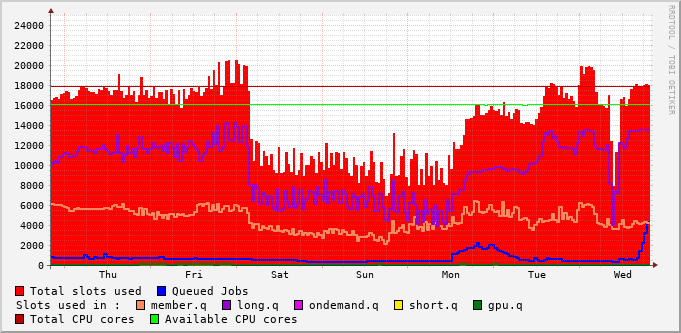 RRDTOOL / TOBI OETIKER
24000
22000
20000
18000
16000
14000
12000
10000
8000
6000
4000
2000
0
Thu Fri Sat Sun Mon Tue Wed
Total slots used Queued Jobs
Slots used in : member.q long.q ondemand.q short.q gpu.q
Total CPU cores Available CPU cores